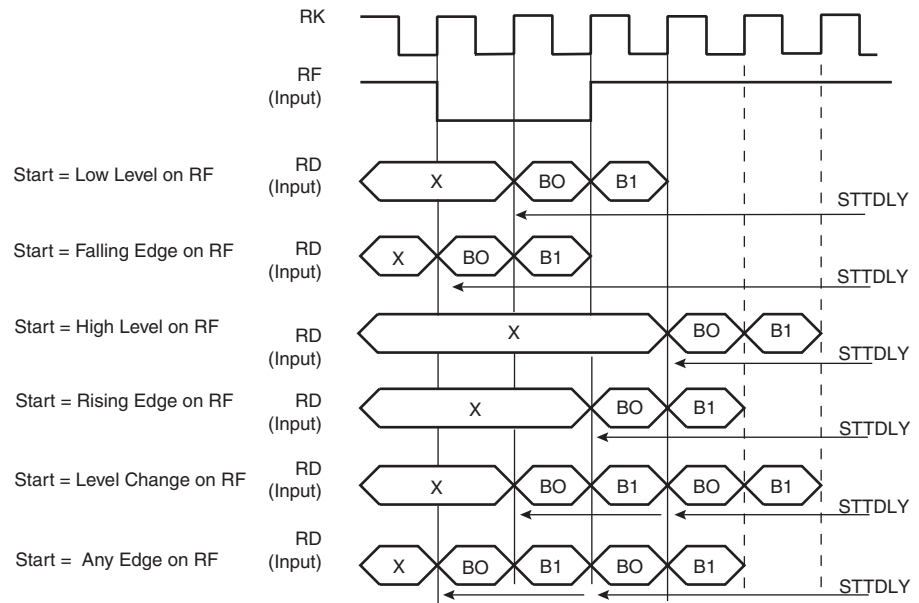 RK
RF
(Input)
Start = Low Level on RF
RD
(Input)
X
BO
B1
STTDLY
Start = Falling Edge on RF
RD
(Input)
X
BO
B1
STTDLY
Start = High Level on RF
RD
(Input)
X
BO
B1
STTDLY
Start = Rising Edge on RF
RD
(Input)
X
BO
B1
STTDLY
Start = Level Change on RF
RD
(Input)
X
BO
B1
BO
B1
STTDLY
Start = Any Edge on RF
RD
(Input)
X
BO
B1
BO
B1
STTDLY